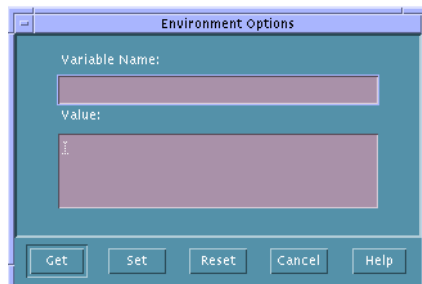 Environment Options
Variable Name:
Value:
Get Set Reset Cancel Help